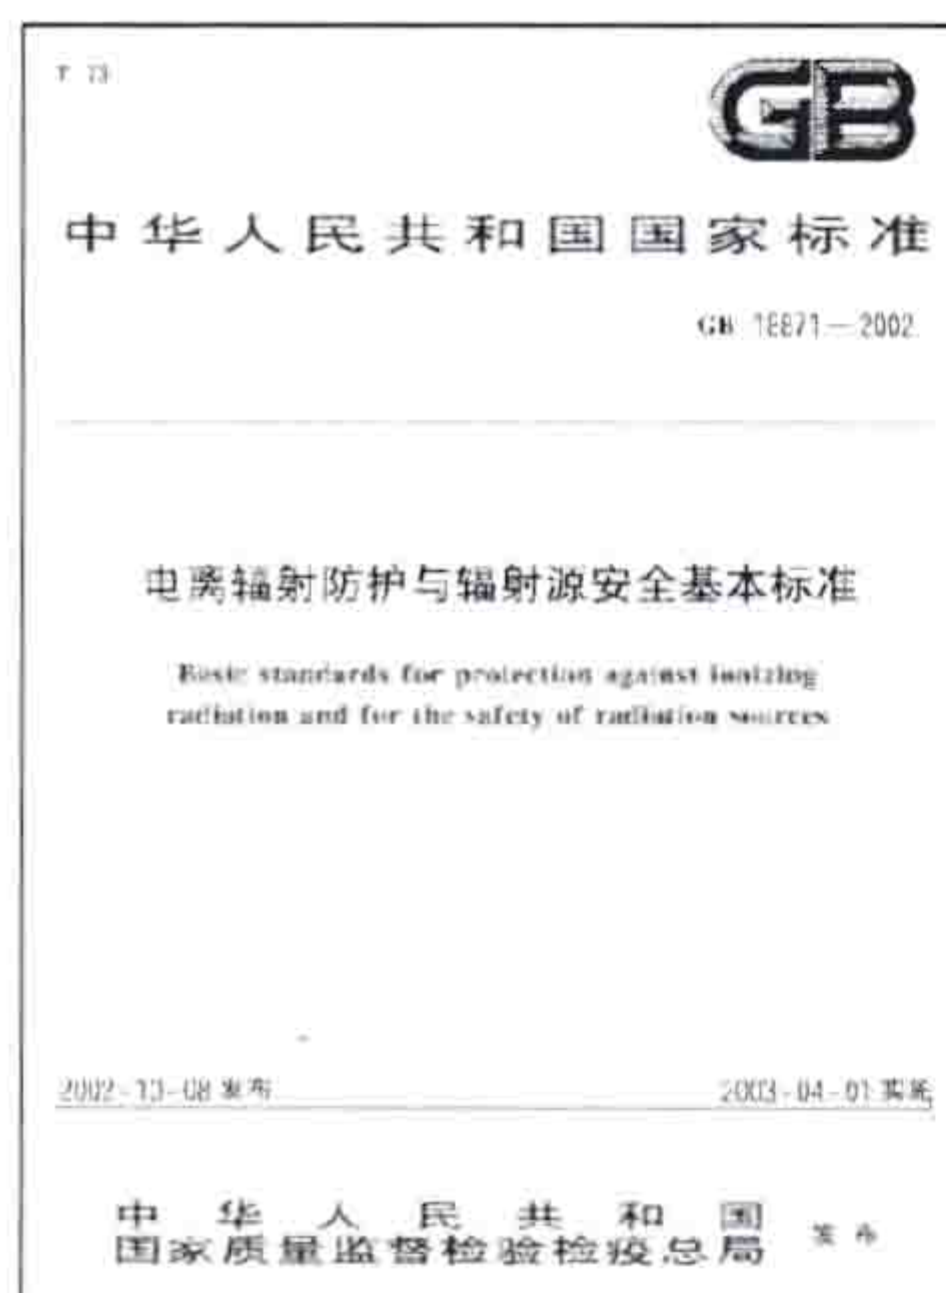 GB
中华人民共和国国家标准
GB 18871—2002
电离辐射防护与辐射源安全基本标准
Basic standards for protection against ionizing
radiation and for the safety of radiation sources
2002-10-08 发布
2003-04-01 实施
中华人民共和国
国家质量监督检验检疫总局
发布